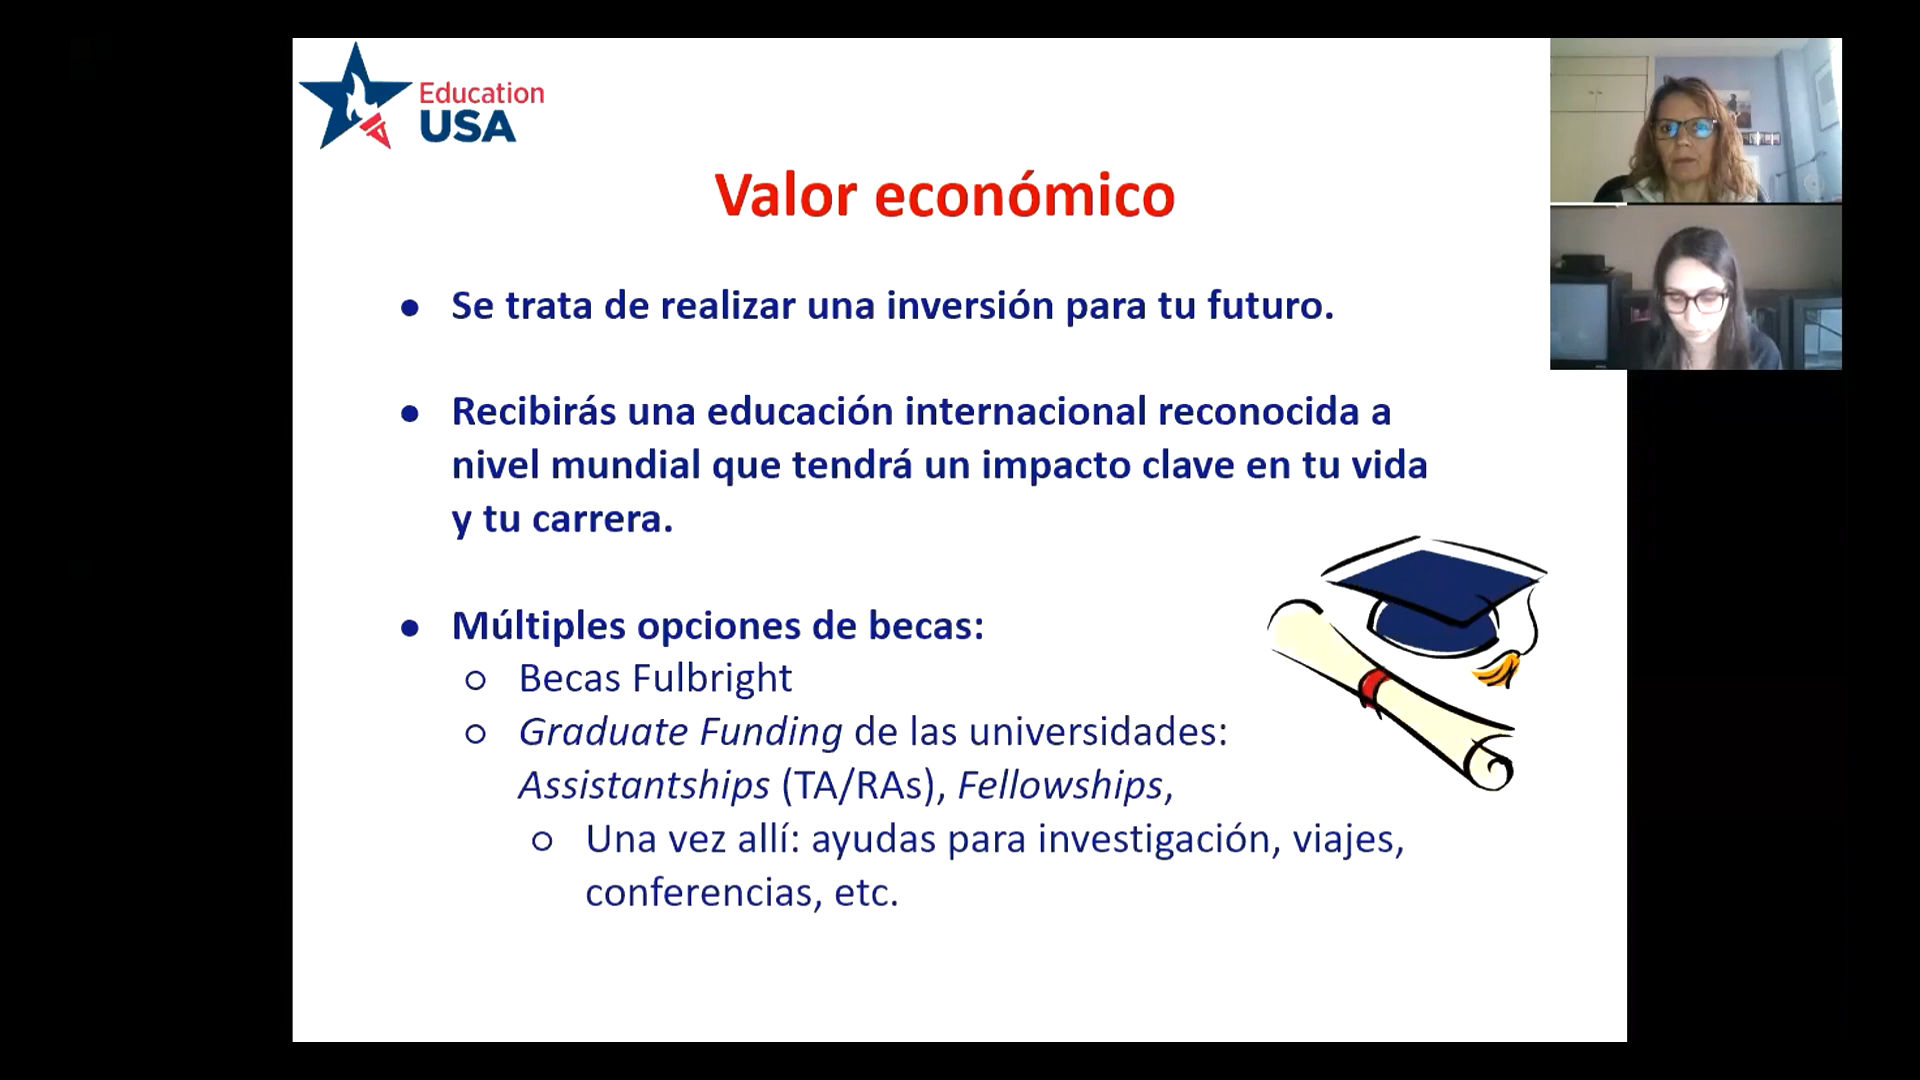 Education
USA
Valor económico
● Se trata de realizar una inversión para tu futuro.
● Recibirás una educación internacional reconocida a
nivel mundial que tendrá un impacto clave en tu vida
y tu carrera.
● Múltiples opciones de becas:
○ Becas Fulbright
○ Graduate Funding de las universidades:
Assistantships (TA/RAs), Fellowships,
○ Una vez allí: ayudas para investigación, viajes,
conferencias, etc.